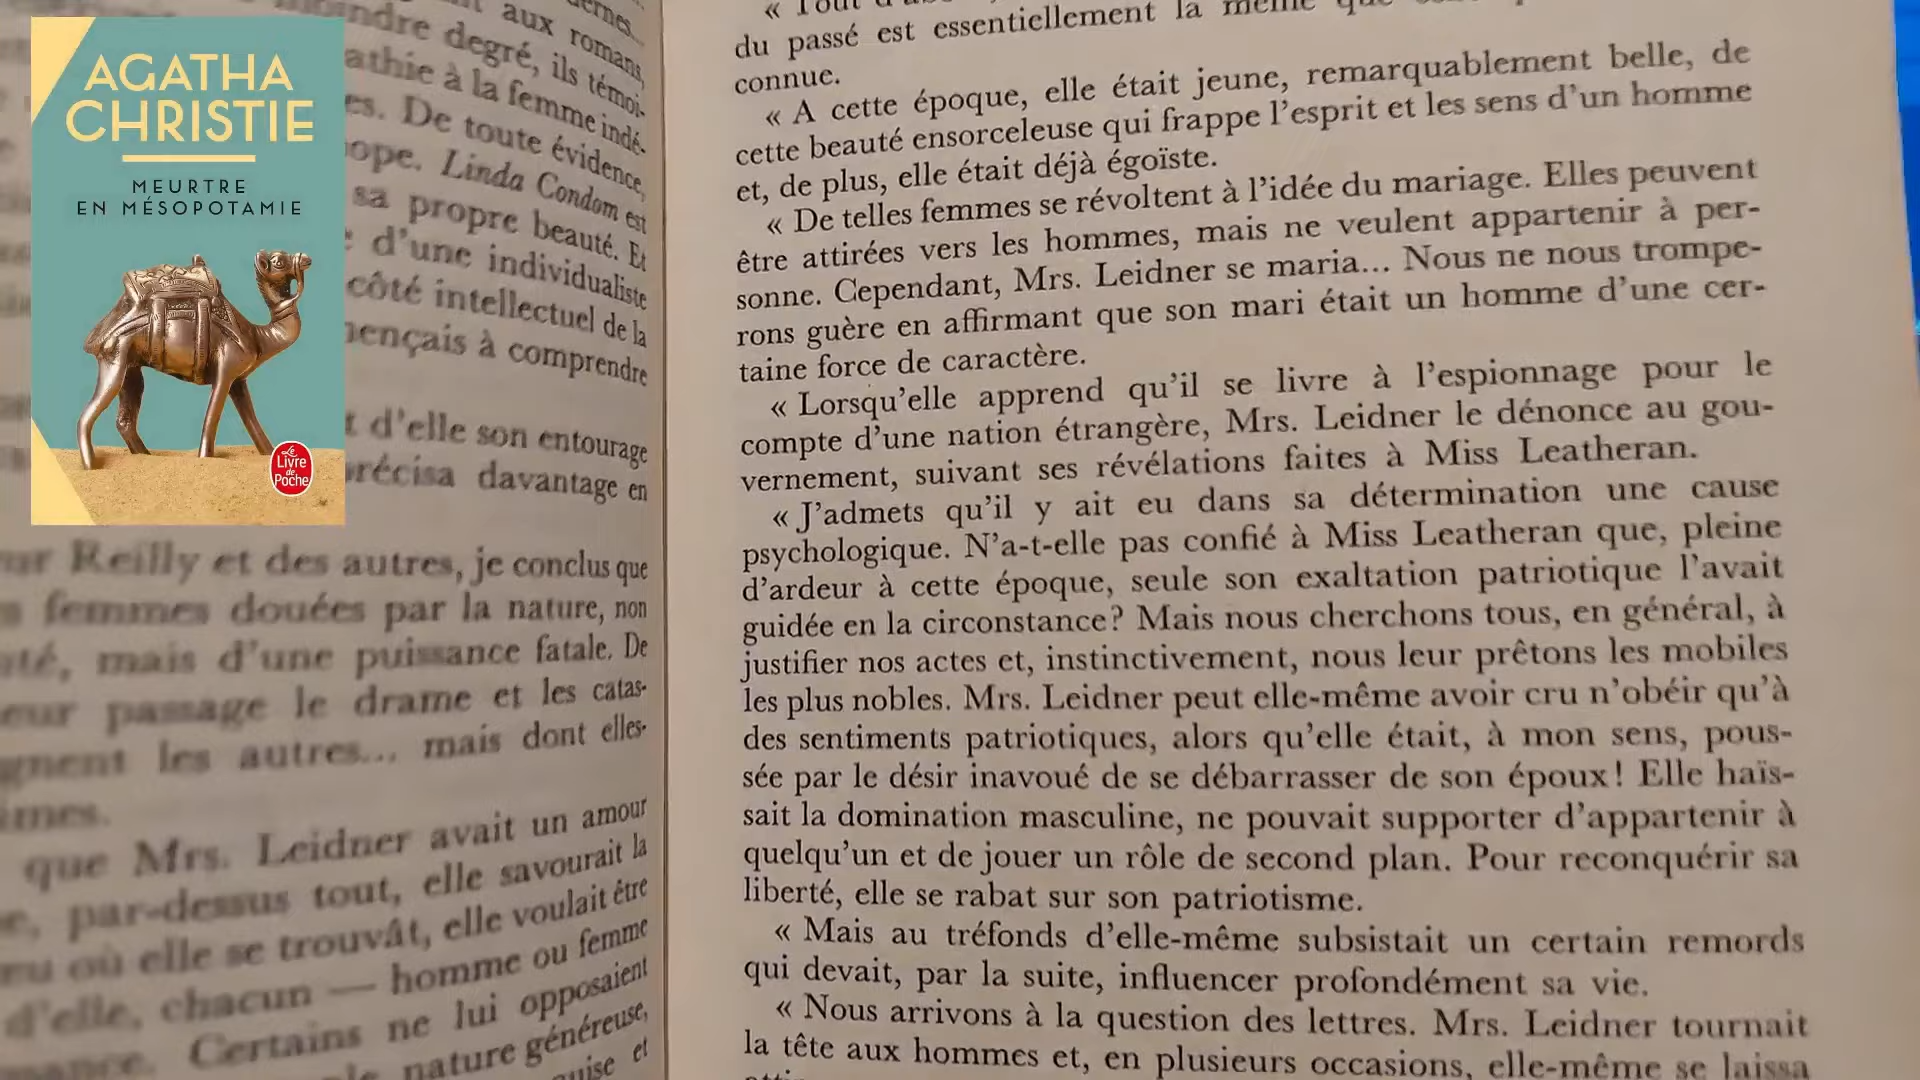 AGATHA
CHRISTIE
MEURTRE
EN MÉSOPOTAMIE
Le
Livre
de
Poche
aux romans,
moindre degré, ils témoi-
athie à la femme indé-
es. De toute évidence,
ope. Linda Condom est
sa propre beauté. Et
d'une individualiste
côté intellectuel de la
ençais à comprendre
t d'elle son entourage
précisa davantage en
ur Reilly et des autres, je conclus que
femmes douées par la nature, non
uté, mais d'une puissance fatale. De
eur passage le drame et les catas-
gnent les autres... mais dont elles-
imes.
que Mrs. Leidner avait un amour
e, par-dessus tout, elle savourait la
eu où elle se trouvât, elle voulait être
d'elle, chacun — homme ou femme
mance. Certains ne lui opposaient
nature généreuse,
et
du passé est essentiellement la même que
connue.
« A cette époque, elle était jeune, remarquablement belle, de
cette beauté ensorceleuse qui frappe l'esprit et les sens d'un homme
et, de plus, elle était déjà égoïste.
« De telles femmes se révoltent à l'idée du mariage. Elles peuvent
être attirées vers les hommes, mais ne veulent appartenir à per-
sonne. Cependant, Mrs. Leidner se maria... Nous ne nous trompe-
rons guère en affirmant que son mari était un homme d'une cer-
taine force de caractère.
« Lorsqu'elle apprend qu'il se livre à l'espionnage pour le
compte d'une nation étrangère, Mrs. Leidner le dénonce au gou-
vernement, suivant ses révélations faites à Miss Leatheran.
« J'admets qu'il y ait eu dans sa détermination une cause
psychologique. N'a-t-elle pas confié à Miss Leatheran que, pleine
d'ardeur à cette époque, seule son exaltation patriotique l'avait
guidée en la circonstance? Mais nous cherchons tous, en général, à
justifier nos actes et, instinctivement, nous leur prêtons les mobiles
les plus nobles. Mrs. Leidner peut elle-même avoir cru n'obéir qu'à
des sentiments patriotiques, alors qu'elle était, à mon sens, pous-
sée par le désir inavoué de se débarrasser de son époux! Elle haïs-
sait la domination masculine, ne pouvait supporter d'appartenir à
quelqu'un et de jouer un rôle de second plan. Pour reconquérir sa
liberté, elle se rabat sur son patriotisme.
« Mais au tréfonds d'elle-même subsistait un certain remords
qui devait, par la suite, influencer profondément sa vie.
« Nous arrivons à la question des lettres. Mrs. Leidner tournait
la tête aux hommes et, en plusieurs occasions, elle-même se laissa